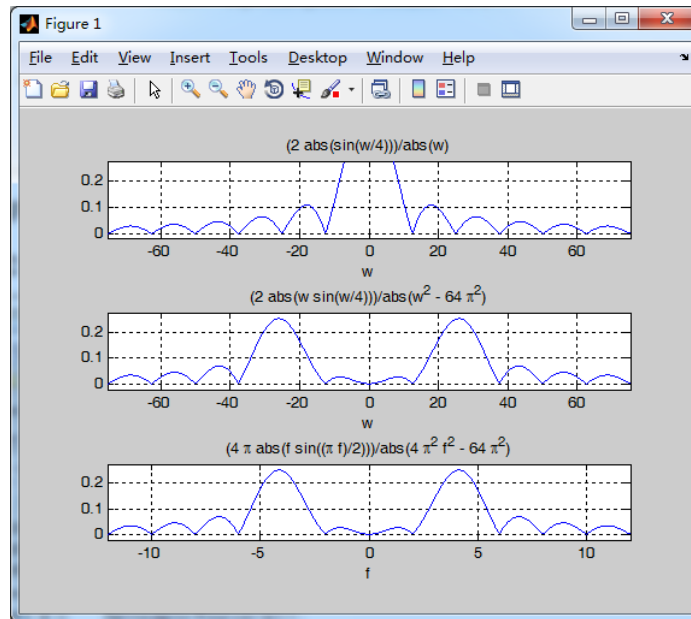 Figure 1
File Edit View Insert Tools Desktop Window Help
(2 abs(sin(w/4)))/abs(w)
0.2
0.1
0
-60 -40 -20 0 20 40 60
w
(2 abs(w sin(w/4)))/abs(w² - 64 π²)
0.2
0.1
0
-60 -40 -20 0 20 40 60
w
(4 π abs(f sin((π f)/2)))/abs(4 π² f² - 64 π²)
0.2
0.1
0
-10 -5 0 5 10
f